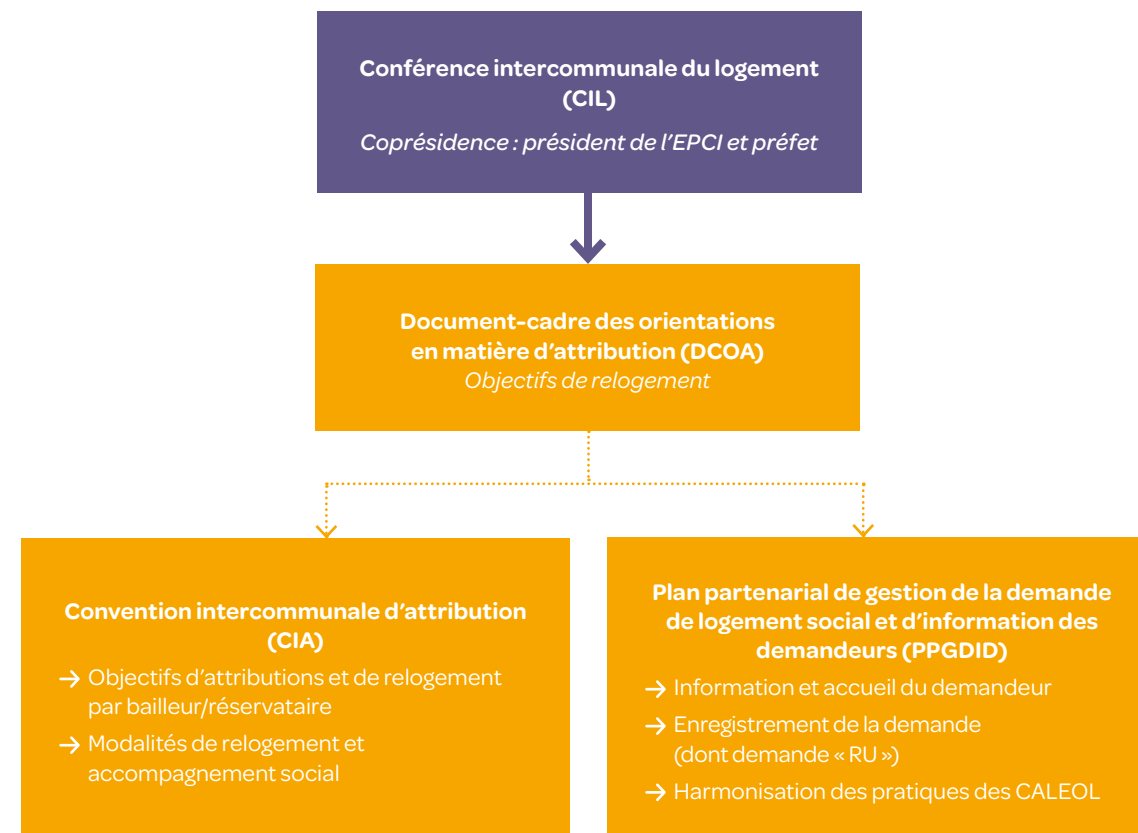 Conférence intercommunale du logement
(CIL)
Coprésidence : président de l'EPCI et préfet
Document-cadre des orientations
en matière d'attribution (DCOA)
Objectifs de relogement
Convention intercommunale d'attribution
(CIA)
→ Objectifs d'attributions et de relogement
par bailleur/réservataire
→ Modalités de relogement et
accompagnement social
Plan partenarial de gestion de la demande
de logement social et d'information des
demandeurs (PPGDID)
→ Information et accueil du demandeur
→ Enregistrement de la demande
(dont demande « RU »)
→ Harmonisation des pratiques des CALEOL